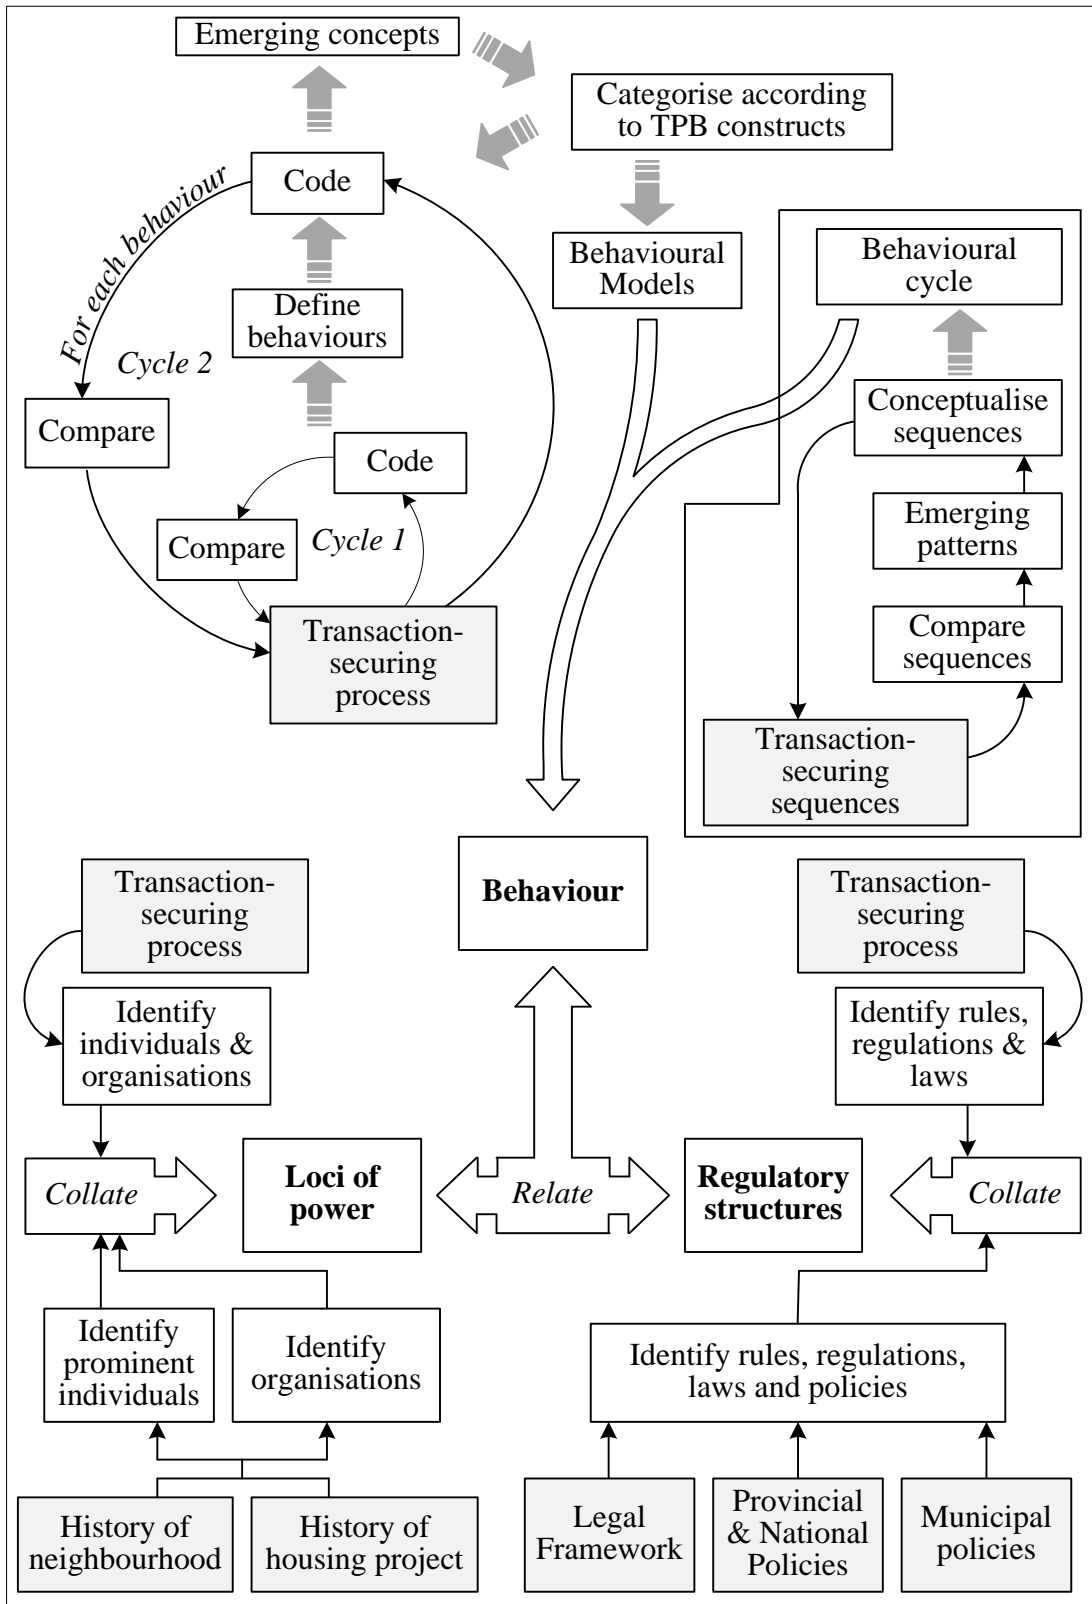 Emerging concepts
Categorise according
to TPB constructs
Code
For each behaviour
Behavioural
Models
Behavioural
cycle
Define
behaviours
Cycle 2
Compare
Conceptualise
sequences
Code
Emerging
patterns
Compare
Cycle 1
Compare
sequences
Transaction-
securing
process
Transaction-
securing
sequences
Behaviour
Transaction-
securing
process
Transaction-
securing
process
Identify
individuals &
organisations
Identify rules,
regulations &
laws
Collate
Loci of
power
Relate
Regulatory
structures
Collate
Identify
prominent
individuals
Identify
organisations
Identify rules, regulations,
laws and policies
History of
neighbourhood
History of
housing project
Legal
Framework
Provincial
& National
Policies
Municipal
policies